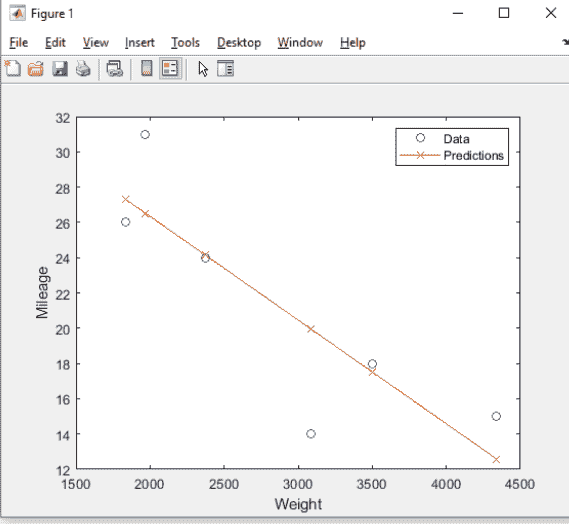 Figure 1
File Edit View Insert Tools Desktop Window Help
32
30
28
26
24
22
20
18
16
14
12
Mileage
Data
Predictions
1500 2000 2500 3000 3500 4000 4500
Weight